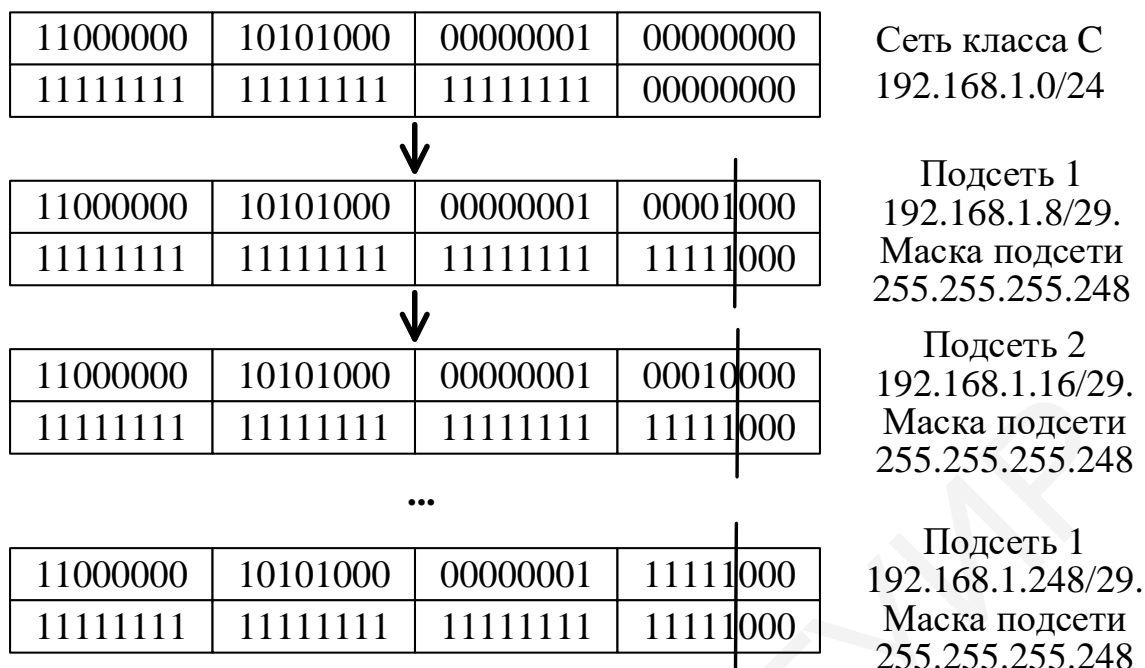 11000000 10101000 00000001 00000000
11111111 11111111 11111111 00000000
Сеть класса С
192.168.1.0/24
11000000 10101000 00000001 00001000
11111111 11111111 11111111 11111000
Подсеть 1
192.168.1.8/29.
Маска подсети
255.255.255.248
11000000 10101000 00000001 00010000
11111111 11111111 11111111 11111000
Подсеть 2
192.168.1.16/29.
Маска подсети
255.255.255.248
...
11000000 10101000 00000001 11111000
11111111 11111111 11111111 11111000
Подсеть 1
192.168.1.248/29.
Маска подсети
255.255.255.248